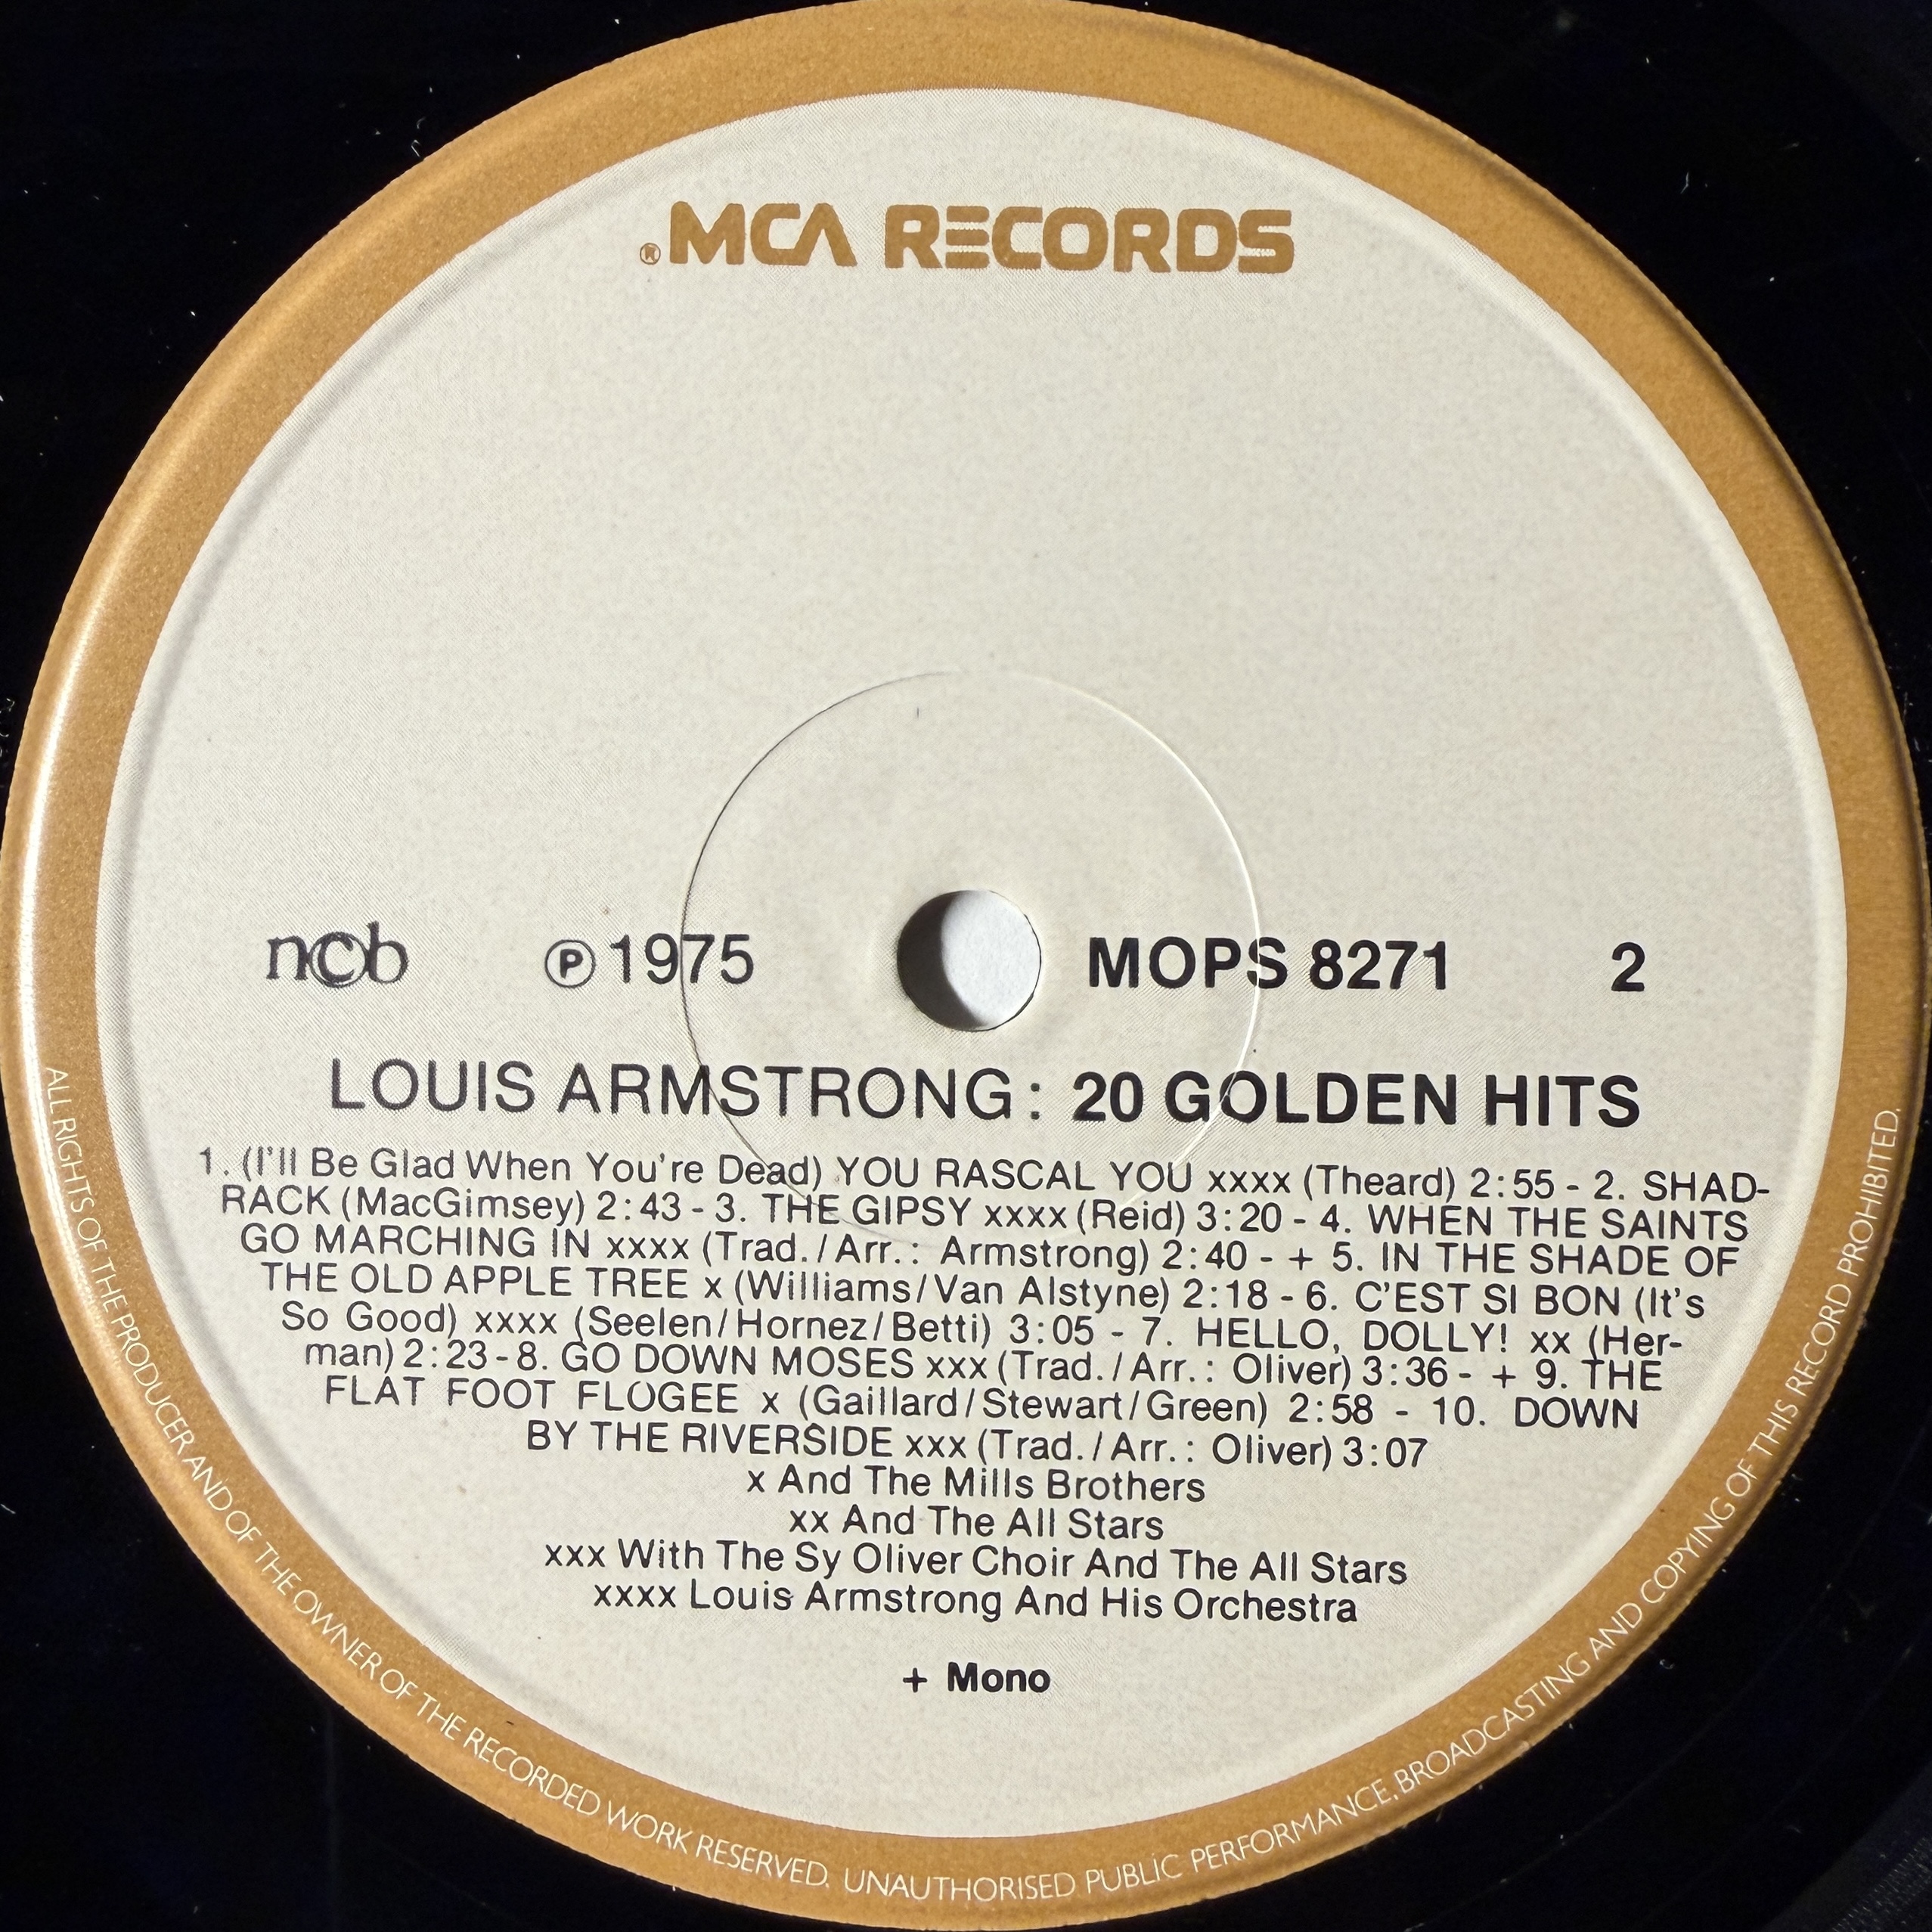 ® MCA RECORDS
ncb ℗ 1975 MOPS 8271 2
LOUIS ARMSTRONG: 20 GOLDEN HITS
1. (I'll Be Glad When You're Dead) YOU RASCAL YOU xxxx (Theard) 2:55 - 2. SHAD-
RACK (MacGimsey) 2:43 - 3. THE GIPSY xxxx (Reid) 3:20 - 4. WHEN THE SAINTS
GO MARCHING IN xxxx (Trad./Arr.: Armstrong) 2:40 - + 5. IN THE SHADE OF
THE OLD APPLE TREE x (Williams/Van Alstyne) 2:18 - 6. C'EST SI BON (It's
So Good) xxxx (Seelen/Hornez/Betti) 3:05 - 7. HELLO, DOLLY! xx (Her-
man) 2:23 - 8. GO DOWN MOSES xxx (Trad./Arr.: Oliver) 3:36 - + 9. THE
FLAT FOOT FLOGEE x (Gaillard/Stewart/Green) 2:58 - 10. DOWN
BY THE RIVERSIDE xxx (Trad./Arr.: Oliver) 3:07
x And The Mills Brothers
xx And The All Stars
xxx With The Sy Oliver Choir And The All Stars
xxxx Louis Armstrong And His Orchestra
+ Mono
ALL RIGHTS OF THE PRODUCER AND OF THE OWNER OF THE RECORDED WORK RESERVED. UNAUTHORISED PUBLIC PERFORMANCE, BROADCASTING AND COPYING OF THIS RECORD PROHIBITED.